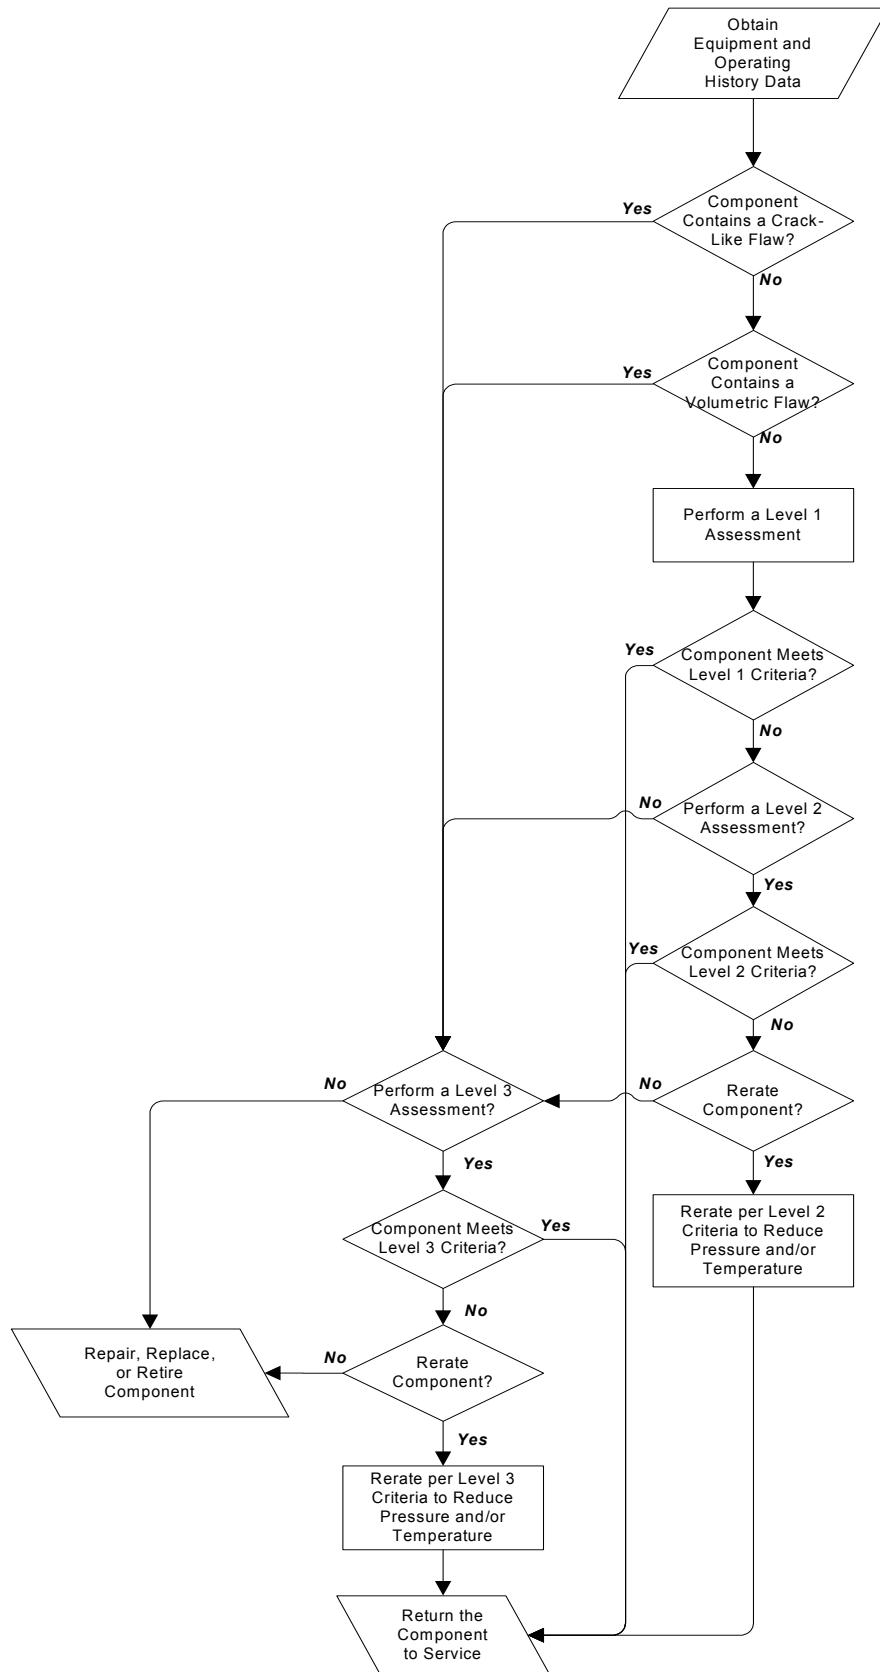 Obtain
Equipment and
Operating
History Data
Yes
Component
Contains a Crack-
Like Flaw?
No
Yes
Component
Contains a
Volumetric Flaw?
No
Perform a Level 1
Assessment
Yes
Component Meets
Level 1 Criteria?
No
No
Perform a Level 2
Assessment?
Yes
Yes
Component Meets
Level 2 Criteria?
No
No
Perform a Level 3
Assessment?
No
Rerate
Component?
Yes
Yes
Component Meets
Level 3 Criteria?
Yes
Rerate per Level 2
Criteria to Reduce
Pressure and/or
Temperature
No
Repair, Replace,
or Retire
Component
No
Rerate
Component?
Yes
Rerate per Level 3
Criteria to Reduce
Pressure and/or
Temperature
Return the
Component
to Service